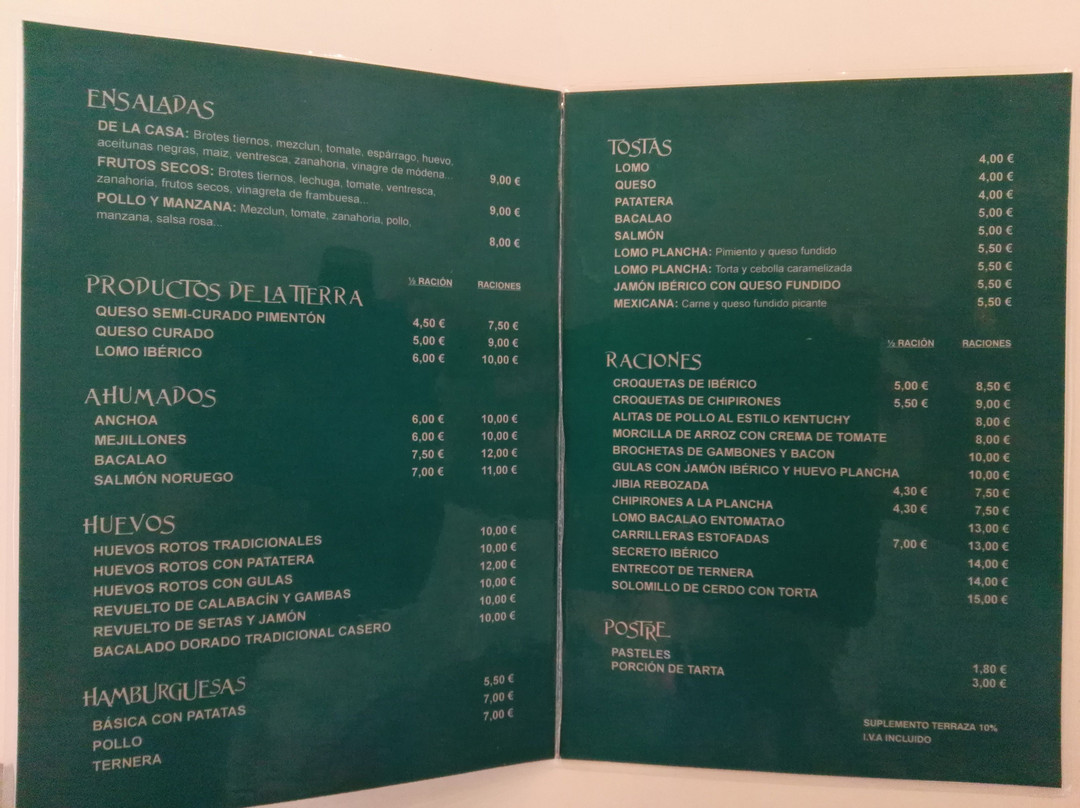 ENSALADAS
DE LA CASA: Brotes tiernos, mezclun, tomate, espárrago, huevo,
aceitunas negras, maiz, ventresca, zanahoria, vinagre de módena... 9,00 €
FRUTOS SECOS: Brotes tiernos, lechuga, tomate, ventresca,
zanahoria, frutos secos, vinagreta de frambuesa... 9,00 €
POLLO Y MANZANA: Mezclun, tomate, zanahoria, pollo,
manzana, salsa rosa... 8,00 €
PRODUCTOS DE LA TIERRA ½ RACIÓN RACIONES
QUESO SEMI-CURADO PIMENTÓN 4,50 € 7,50 €
QUESO CURADO 5,00 € 9,00 €
LOMO IBÉRICO 6,00 € 10,00 €
AHUMADOS
ANCHOA 6,00 € 10,00 €
MEJILLONES 6,00 € 10,00 €
BACALAO 7,50 € 12,00 €
SALMÓN NORUEGO 7,00 € 11,00 €
HUEVOS
HUEVOS ROTOS TRADICIONALES 10,00 €
HUEVOS ROTOS CON PATATERA 10,00 €
HUEVOS ROTOS CON GULAS 12,00 €
REVUELTO DE CALABACÍN Y GAMBAS 10,00 €
REVUELTO DE SETAS Y JAMÓN 10,00 €
BACALADO DORADO TRADICIONAL CASERO 10,00 €
HAMBURGUESAS
BÁSICA CON PATATAS 5,50 €
POLLO 7,00 €
TERNERA 7,00 €
TOSTAS
LOMO 4,00 €
QUESO 4,00 €
PATATERA 4,00 €
BACALAO 5,00 €
SALMÓN 5,00 €
LOMO PLANCHA: Pimiento y queso fundido 5,50 €
LOMO PLANCHA: Torta y cebolla caramelizada 5,50 €
JAMÓN IBÉRICO CON QUESO FUNDIDO 5,50 €
MEXICANA: Carne y queso fundido picante 5,50 €
RACIONES ½ RACIÓN RACIONES
CROQUETAS DE IBÉRICO 5,00 € 8,50 €
CROQUETAS DE CHIPIRONES 5,50 € 9,00 €
ALITAS DE POLLO AL ESTILO KENTUCHY 8,00 €
MORCILLA DE ARROZ CON CREMA DE TOMATE 8,00 €
BROCHETAS DE GAMBONES Y BACON 10,00 €
GULAS CON JAMÓN IBÉRICO Y HUEVO PLANCHA 10,00 €
JIBIA REBOZADA 4,30 € 7,50 €
CHIPIRONES A LA PLANCHA 4,30 € 7,50 €
LOMO BACALAO ENTOMATAO 13,00 €
CARRILLERAS ESTOFADAS 7,00 € 13,00 €
SECRETO IBÉRICO 14,00 €
ENTRECOT DE TERNERA 14,00 €
SOLOMILLO DE CERDO CON TORTA 15,00 €
POSTRE
PASTELES 1,80 €
PORCIÓN DE TARTA 3,00 €
SUPLEMENTO TERRAZA 10%
I.V.A INCLUIDO